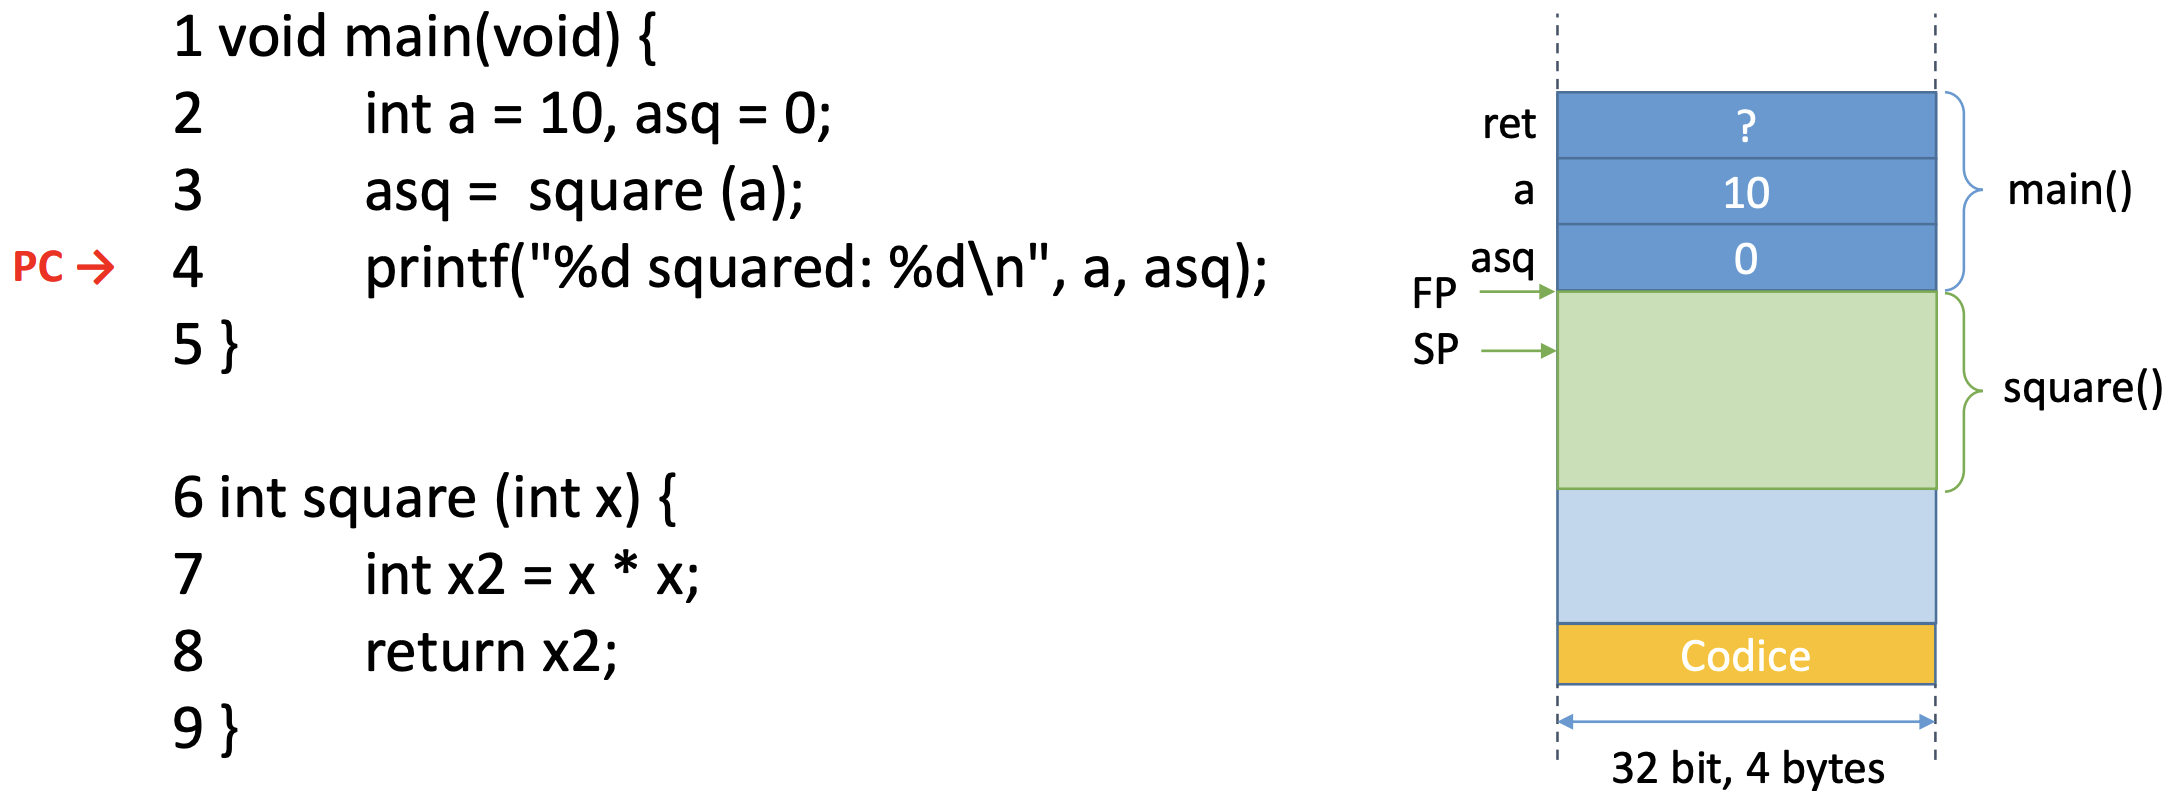 1 void main(void) {
2 int a = 10, asq = 0;
3 asq = square (a);
PC → 4 printf("%d squared: %d\n", a, asq);
5 }
6 int square (int x) {
7 int x2 = x * x;
8 return x2;
9 }
ret ?
a 10
main()
asq 0
FP
SP
square()
Codice
32 bit, 4 bytes